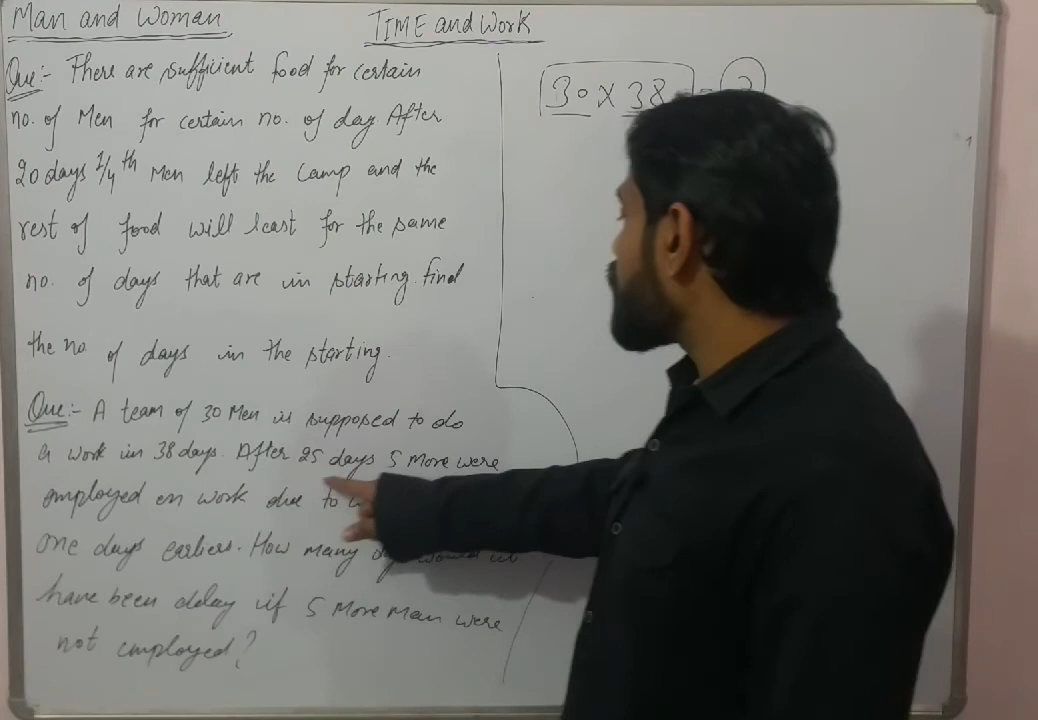 Man and Woman
TIME and Work
Que:- There are sufficient food for certain
no. of Men for certain no. of day After
20 days 1/4th Men left the Camp and the
rest of food will least for the same
no. of days that are in starting. find
the no of days in the starting.
30 × 38
Que:- A team of 30 Men is supposed to do
a work in 38 days. After 25 days 5 More were
employed en work due to
one days earlier. How many
have been delay if 5 More Man were
not employed?